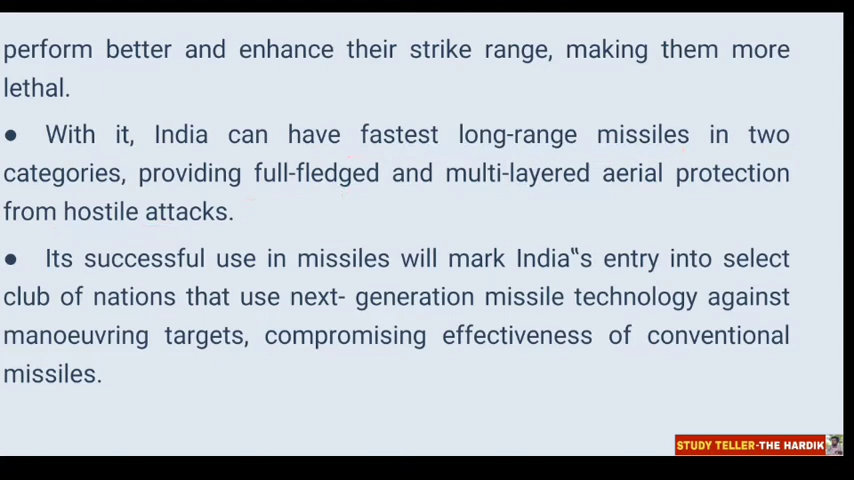 perform better and enhance their strike range, making them more
lethal.
● With it, India can have fastest long-range missiles in two
categories, providing full-fledged and multi-layered aerial protection
from hostile attacks.
● Its successful use in missiles will mark India‟s entry into select
club of nations that use next- generation missile technology against
manoeuvring targets, compromising effectiveness of conventional
missiles.
STUDY TELLER-THE HARDIK